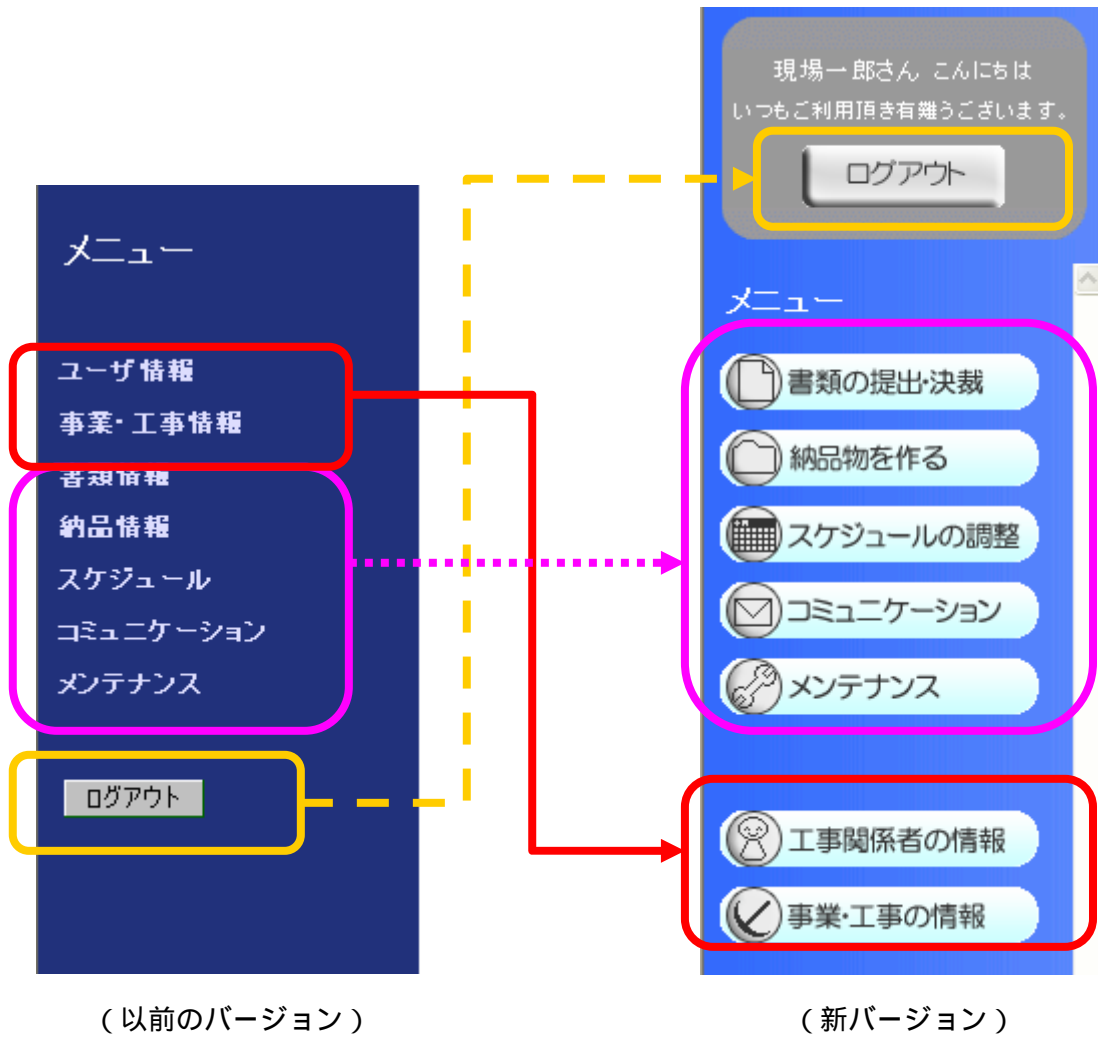 メニュー
ユーザ情報
事業・工事情報
書類情報
納品情報
スケジュール
コミュニケーション
メンテナンス
ログアウト
(以前のバージョン)
現場一郎さん こんにちは
いつもご利用頂き有難うございます。
ログアウト
メニュー
書類の提出・決裁
納品物を作る
スケジュールの調整
コミュニケーション
メンテナンス
工事関係者の情報
事業・工事の情報
(新バージョン)